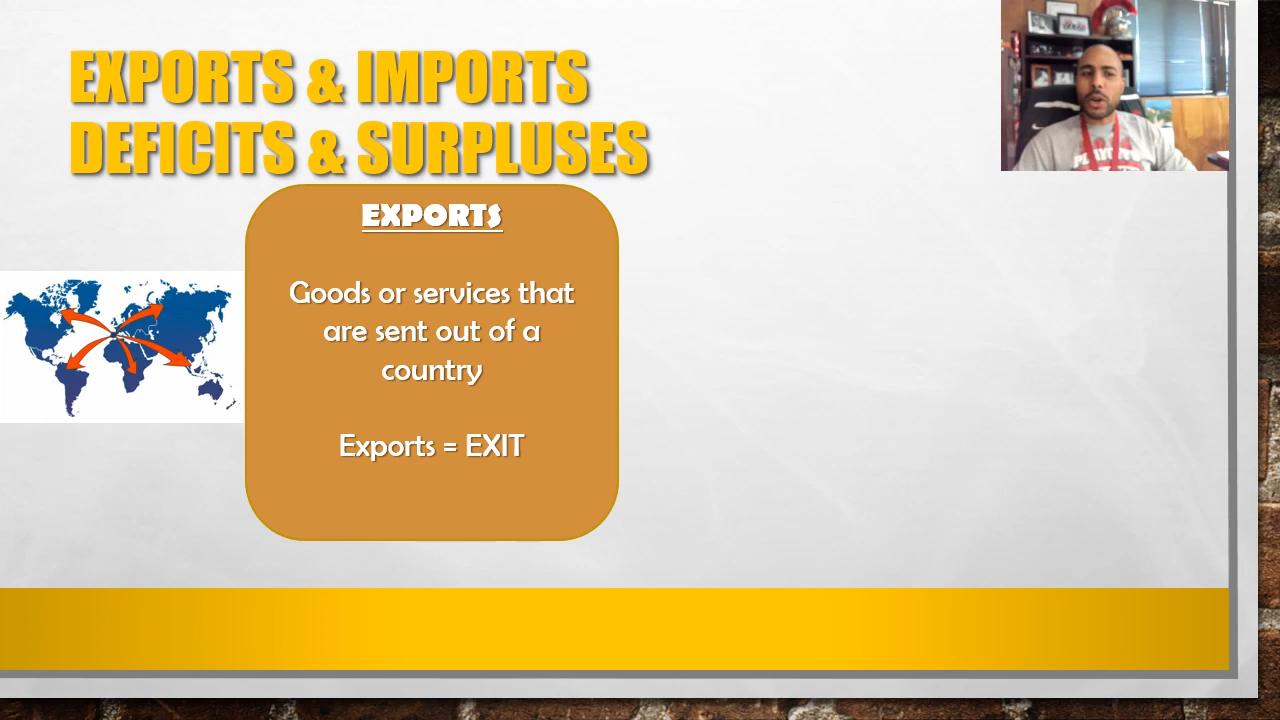 EXPORTS & IMPORTS
DEFICITS & SURPLUSES
EXPORTS
Goods or services that
are sent out of a
country
Exports = EXIT